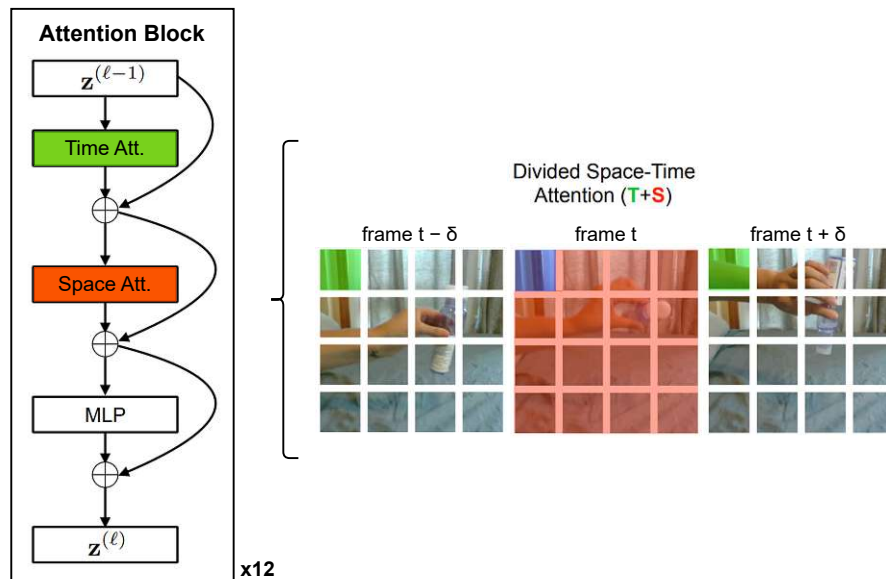 Attention Block
z^(ℓ−1)
Time Att.
Space Att.
MLP
z^(ℓ)
x12
Divided Space-Time
Attention (T+S)
frame t − δ
frame t
frame t + δ